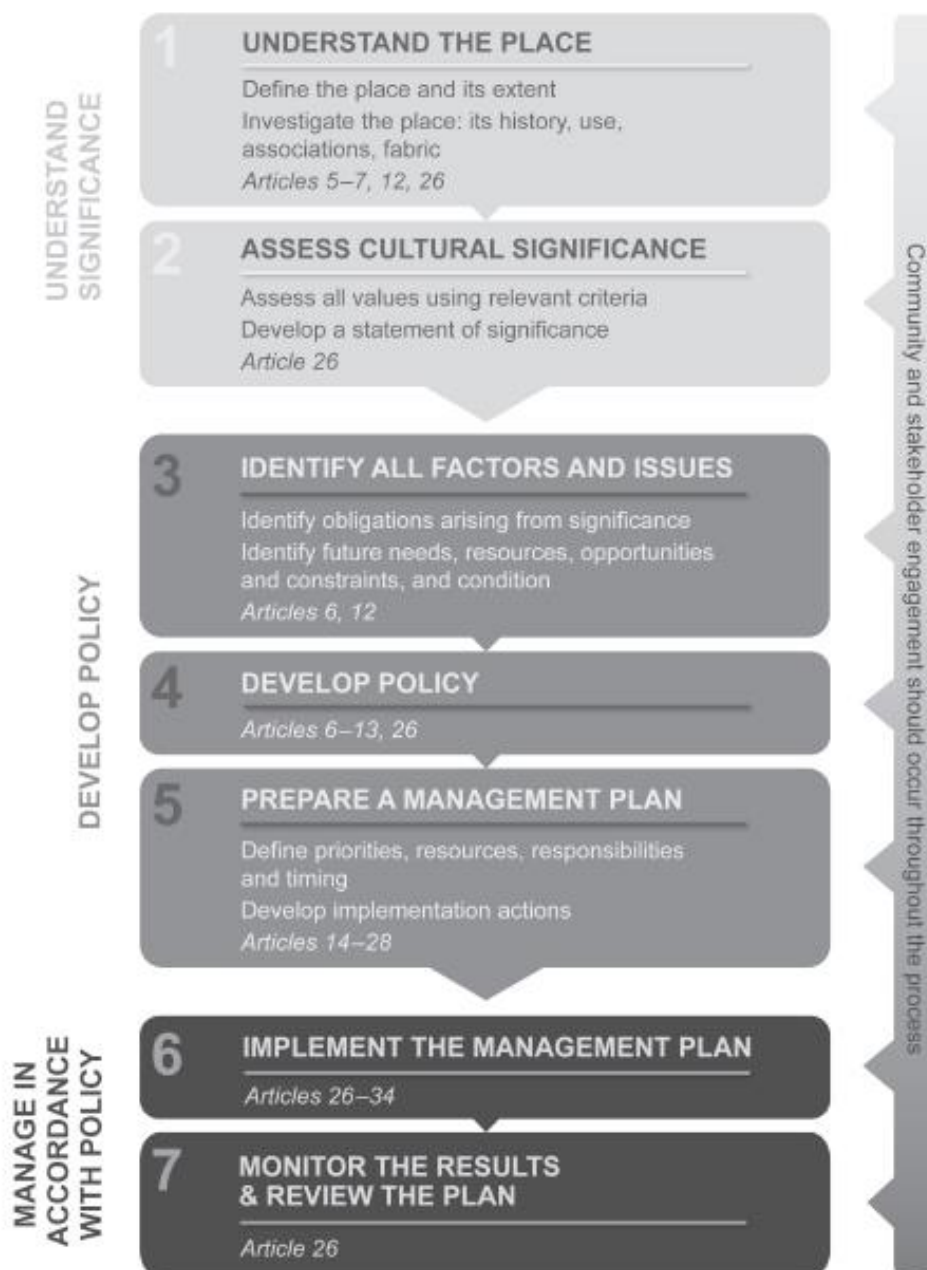 UNDERSTAND
SIGNIFICANCE
1
UNDERSTAND THE PLACE
Define the place and its extent
Investigate the place: its history, use,
associations, fabric
Articles 5–7, 12, 26
2
ASSESS CULTURAL SIGNIFICANCE
Assess all values using relevant criteria
Develop a statement of significance
Article 26
DEVELOP POLICY
3
IDENTIFY ALL FACTORS AND ISSUES
Identify obligations arising from significance
Identify future needs, resources, opportunities
and constraints, and condition
Articles 6, 12
4
DEVELOP POLICY
Articles 6–13, 26
5
PREPARE A MANAGEMENT PLAN
Define priorities, resources, responsibilities
and timing
Develop implementation actions
Articles 14–28
MANAGE IN
ACCORDANCE
WITH POLICY
6
IMPLEMENT THE MANAGEMENT PLAN
Articles 26–34
7
MONITOR THE RESULTS
& REVIEW THE PLAN
Article 26
Community and stakeholder engagement should occur throughout the process